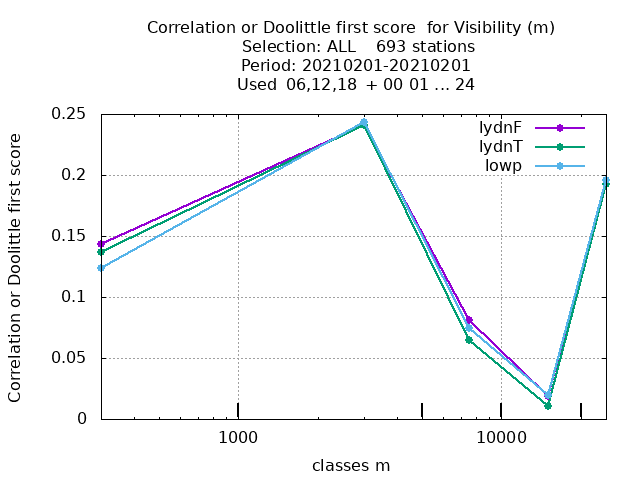 Correlation or Doolittle first score  for Visibility (m)
Selection: ALL    693 stations
Period: 20210201-20210201
Used  06,12,18  + 00 01 ... 24
Correlation or Doolittle first score
0.25
0.2
0.15
0.1
0.05
0
lydnF
lydnT
lowp
1000
10000
classes m